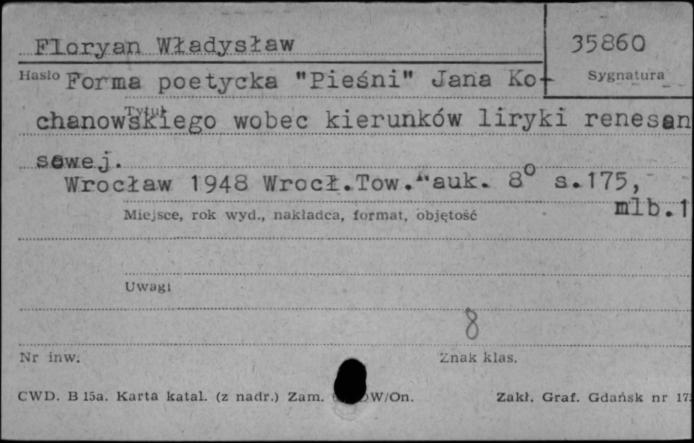 Floryan Władysław 35860
Hasło Sygnatura
Forma poetycka "Pieśni" Jana Ko-
Tytuł
chanowskiego wobec kierunków liryki renesan
sowej.
Wrocław 1948 Wrocł.Tow.Nauk. 8° s.175,
mlb.1
Miejsce, rok wyd., nakładca, format, objętość
Uwagi
8
Nr inw. Znak klas.
CWD. B 15a. Karta katal. (z nadr.) Zam. W/On. Zakł. Graf. Gdańsk nr